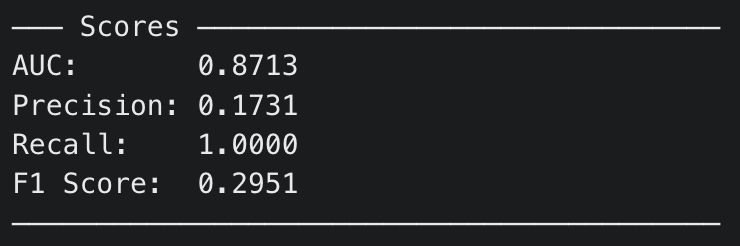 ─── Scores ───────────────────────────────
AUC:       0.8713
Precision: 0.1731
Recall:    1.0000
F1 Score:  0.2951
──────────────────────────────────────────